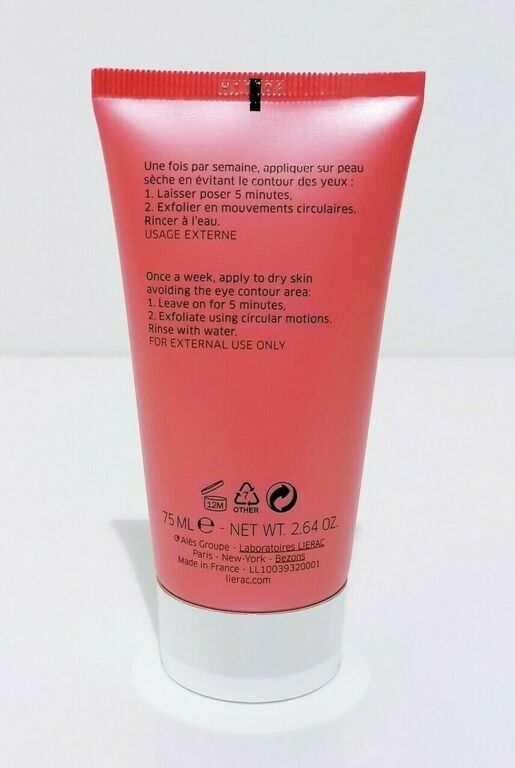 Une fois par semaine, appliquer sur peau
sèche en évitant le contour des yeux :
1. Laisser poser 5 minutes,
2. Exfolier en mouvements circulaires.
Rincer à l'eau.
USAGE EXTERNE
Once a week, apply to dry skin
avoiding the eye contour area:
1. Leave on for 5 minutes,
2. Exfoliate using circular motions.
Rinse with water.
FOR EXTERNAL USE ONLY
12M
7
OTHER
75 ML ℮ - NET WT. 2.64 OZ.
Alès Groupe - Laboratoires LIERAC
Paris - New-York - Bezons
Made in France - LL10039320001
lierac.com